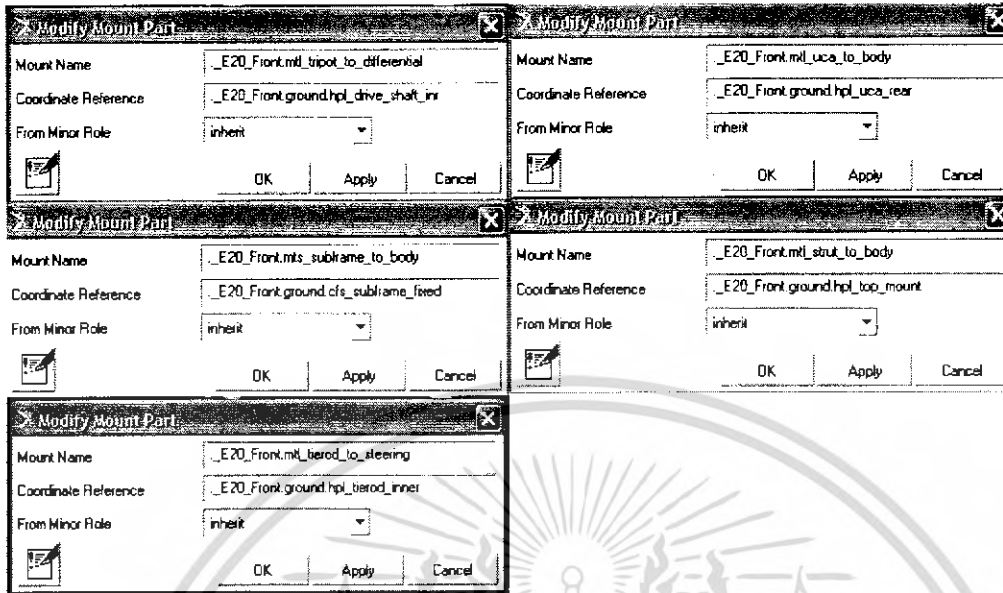 Modify Mount Part
Mount Name ._E20_Front.mtl_tripot_to_differential
Coordinate Reference ._E20_Front.ground.hpl_drive_shaft_inr
From Minor Role inherit
OK Apply Cancel
Modify Mount Part
Mount Name ._E20_Front.mtl_uca_to_body
Coordinate Reference ._E20_Front.ground.hpl_uca_rear
From Minor Role inherit
OK Apply Cancel
Modify Mount Part
Mount Name ._E20_Front.mts_subframe_to_body
Coordinate Reference ._E20_Front.ground.cfs_subframe_fixed
From Minor Role inherit
OK Apply Cancel
Modify Mount Part
Mount Name ._E20_Front.mtl_strut_to_body
Coordinate Reference ._E20_Front.ground.hpl_top_mount
From Minor Role inherit
OK Apply Cancel
Modify Mount Part
Mount Name ._E20_Front.mtl_tierod_to_steering
Coordinate Reference ._E20_Front.ground.hpl_tierod_inner
From Minor Role inherit
OK Apply Cancel